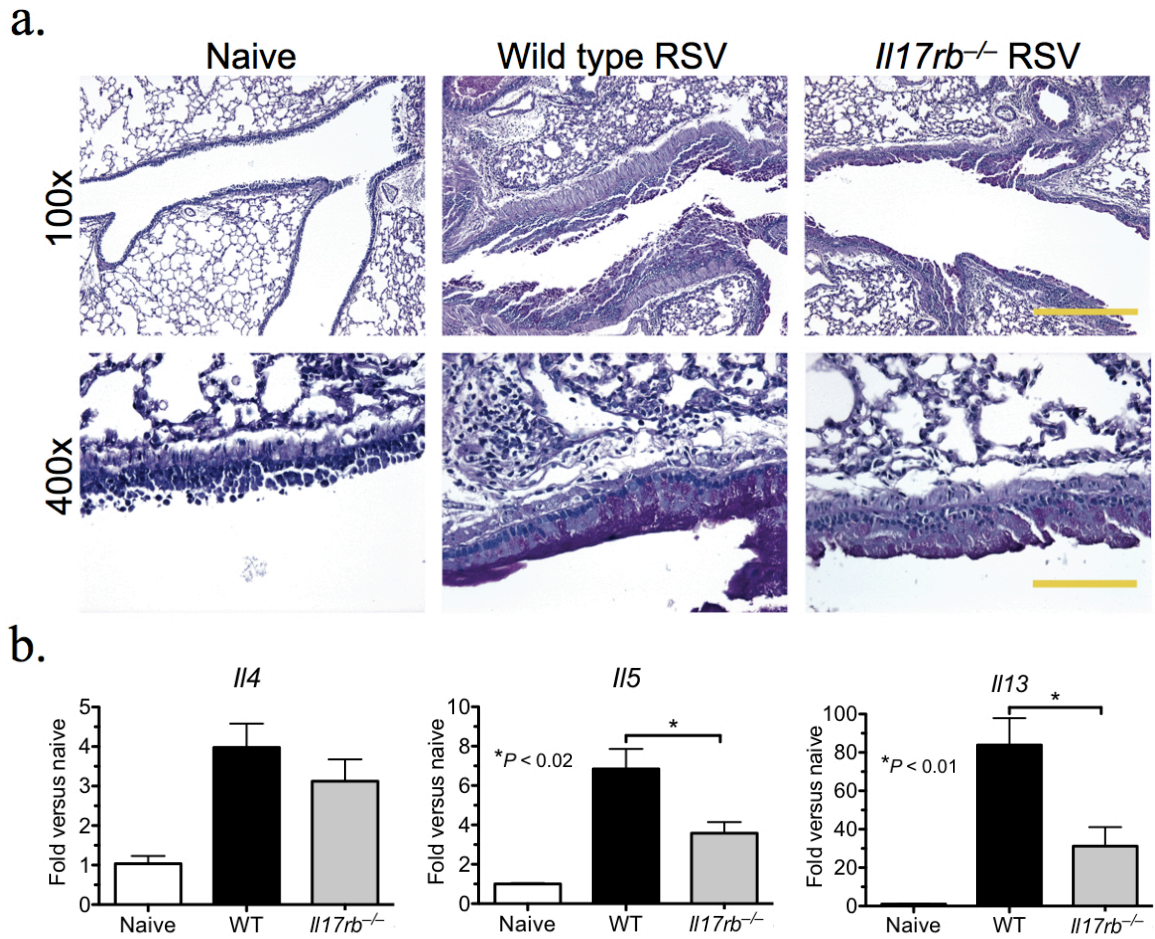 a.
Naive
Wild type RSV
Il17rb–/– RSV
100x
400x
b.
Il4
Fold versus naive
5
4
3
2
1
0
Naive
WT
Il17rb–/–
Il5
Fold versus naive
10
8
6
4
2
0
*P < 0.02
*
Naive
WT
Il17rb–/–
Il13
Fold versus naive
100
80
60
40
20
0
*P < 0.01
*
Naive
WT
Il17rb–/–